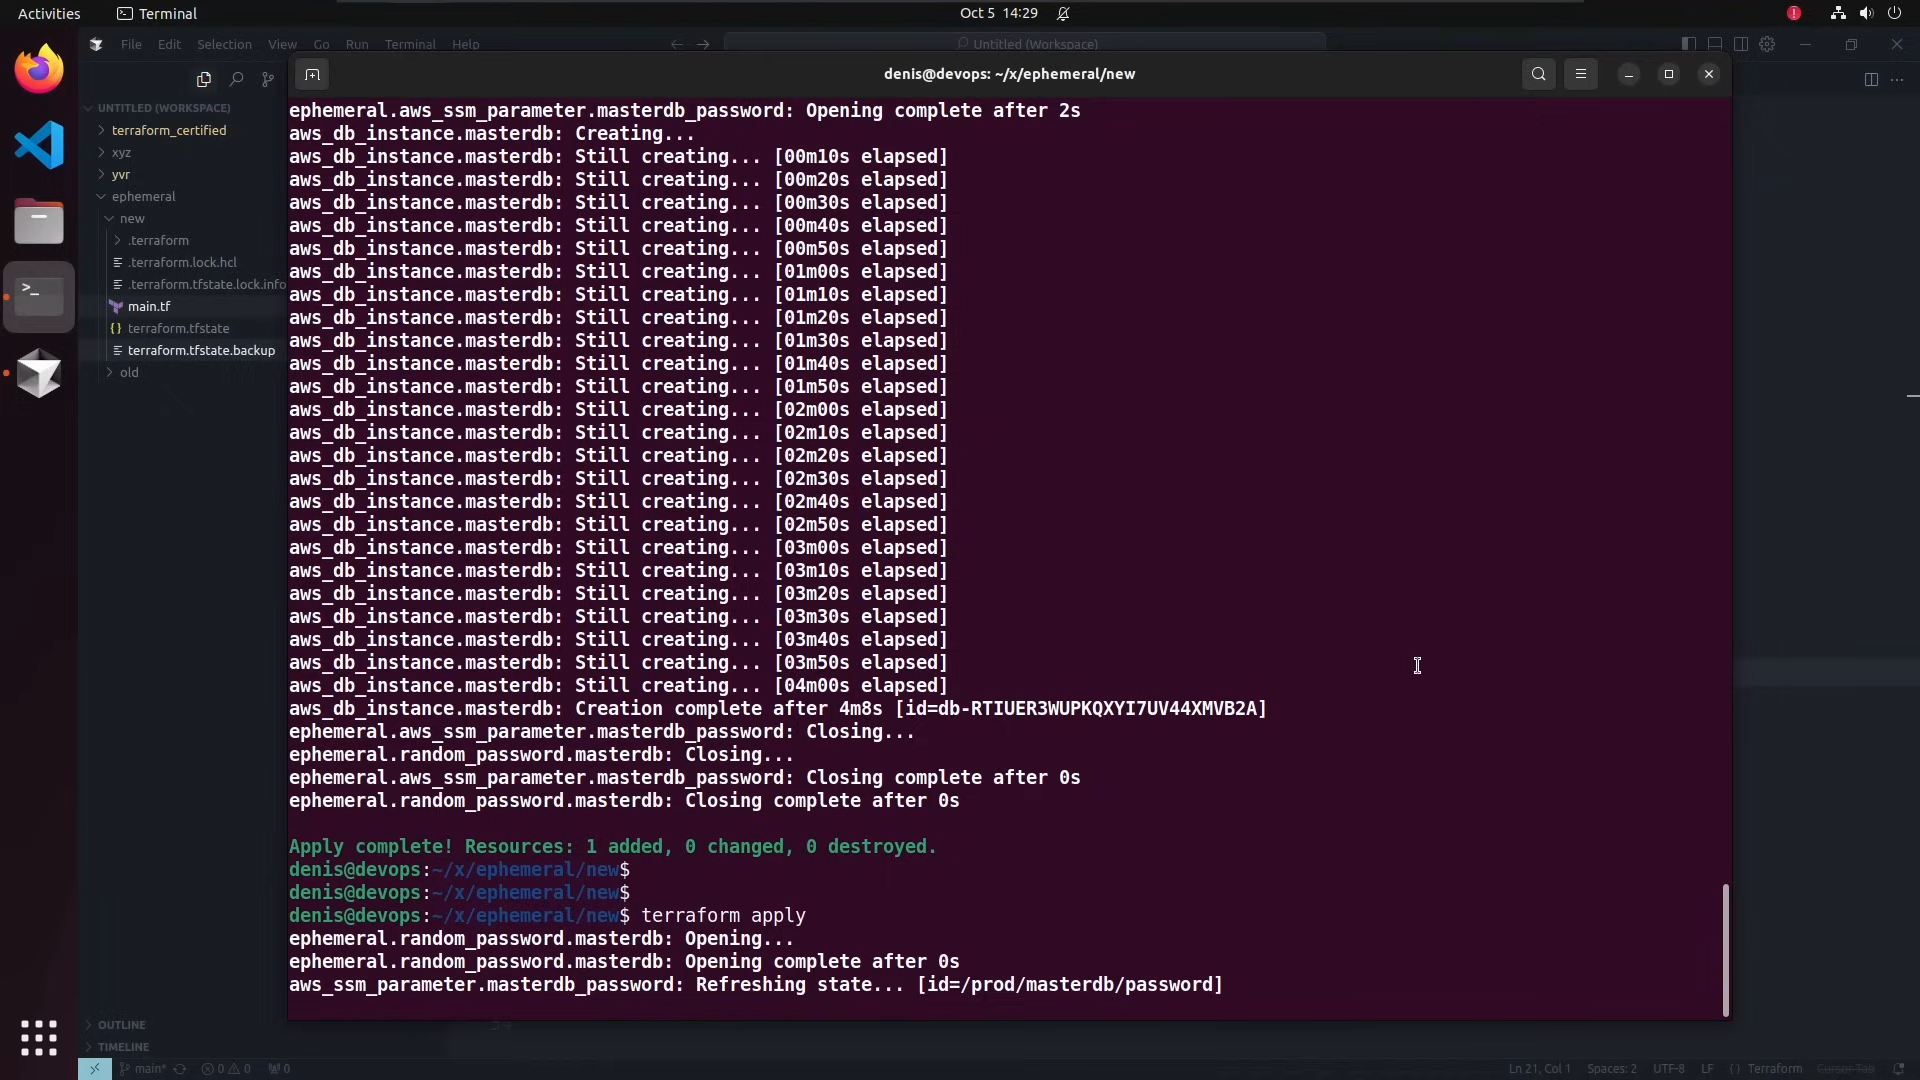 Activities
Terminal
Oct 5 14:29
File Edit Selection View Go Run Terminal Help
Untitled (Workspace)
denis@devops: ~/x/ephemeral/new
UNTITLED (WORKSPACE)
terraform_certified
xyz
yvr
ephemeral
new
.terraform
.terraform.lock.hcl
.terraform.tfstate.lock.info
main.tf
terraform.tfstate
terraform.tfstate.backup
old
OUTLINE
TIMELINE
ephemeral.aws_ssm_parameter.masterdb_password: Opening complete after 2s
aws_db_instance.masterdb: Creating...
aws_db_instance.masterdb: Still creating... [00m10s elapsed]
aws_db_instance.masterdb: Still creating... [00m20s elapsed]
aws_db_instance.masterdb: Still creating... [00m30s elapsed]
aws_db_instance.masterdb: Still creating... [00m40s elapsed]
aws_db_instance.masterdb: Still creating... [00m50s elapsed]
aws_db_instance.masterdb: Still creating... [01m00s elapsed]
aws_db_instance.masterdb: Still creating... [01m10s elapsed]
aws_db_instance.masterdb: Still creating... [01m20s elapsed]
aws_db_instance.masterdb: Still creating... [01m30s elapsed]
aws_db_instance.masterdb: Still creating... [01m40s elapsed]
aws_db_instance.masterdb: Still creating... [01m50s elapsed]
aws_db_instance.masterdb: Still creating... [02m00s elapsed]
aws_db_instance.masterdb: Still creating... [02m10s elapsed]
aws_db_instance.masterdb: Still creating... [02m20s elapsed]
aws_db_instance.masterdb: Still creating... [02m30s elapsed]
aws_db_instance.masterdb: Still creating... [02m40s elapsed]
aws_db_instance.masterdb: Still creating... [02m50s elapsed]
aws_db_instance.masterdb: Still creating... [03m00s elapsed]
aws_db_instance.masterdb: Still creating... [03m10s elapsed]
aws_db_instance.masterdb: Still creating... [03m20s elapsed]
aws_db_instance.masterdb: Still creating... [03m30s elapsed]
aws_db_instance.masterdb: Still creating... [03m40s elapsed]
aws_db_instance.masterdb: Still creating... [03m50s elapsed]
aws_db_instance.masterdb: Still creating... [04m00s elapsed]
aws_db_instance.masterdb: Creation complete after 4m8s [id=db-RTIUER3WUPKQXYI7UV44XMVB2A]
ephemeral.aws_ssm_parameter.masterdb_password: Closing...
ephemeral.random_password.masterdb: Closing...
ephemeral.aws_ssm_parameter.masterdb_password: Closing complete after 0s
ephemeral.random_password.masterdb: Closing complete after 0s
Apply complete! Resources: 1 added, 0 changed, 0 destroyed.
denis@devops:~/x/ephemeral/new$
denis@devops:~/x/ephemeral/new$
denis@devops:~/x/ephemeral/new$ terraform apply
ephemeral.random_password.masterdb: Opening...
ephemeral.random_password.masterdb: Opening complete after 0s
aws_ssm_parameter.masterdb_password: Refreshing state... [id=/prod/masterdb/password]
main* 0 0 0
Ln 21, Col 1 Spaces: 2 UTF-8 LF {} Terraform Cursor Tab